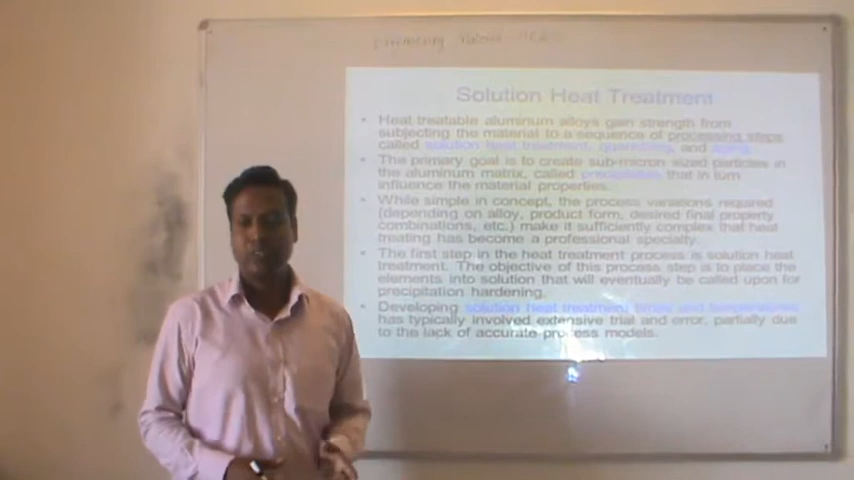 Solution Heat Treatment
• Heat treatable aluminum alloys gain strength from
subjecting the material to a sequence of processing steps
called solution heat treatment, quenching, and aging.
• The primary goal is to create sub-micron sized particles in
the aluminum matrix, called precipitates that in turn
influence the material properties.
• While simple in concept, the process variations required
(depending on alloy, product form, desired final property
combinations, etc.) make it sufficiently complex that heat
treating has become a professional specialty.
• The first step in the heat treatment process is solution heat
treatment. The objective of this process step is to place the
elements into solution that will eventually be called upon for
precipitation hardening.
• Developing solution heat treatment times and temperatures
has typically involved extensive trial and error, partially due
to the lack of accurate process models.